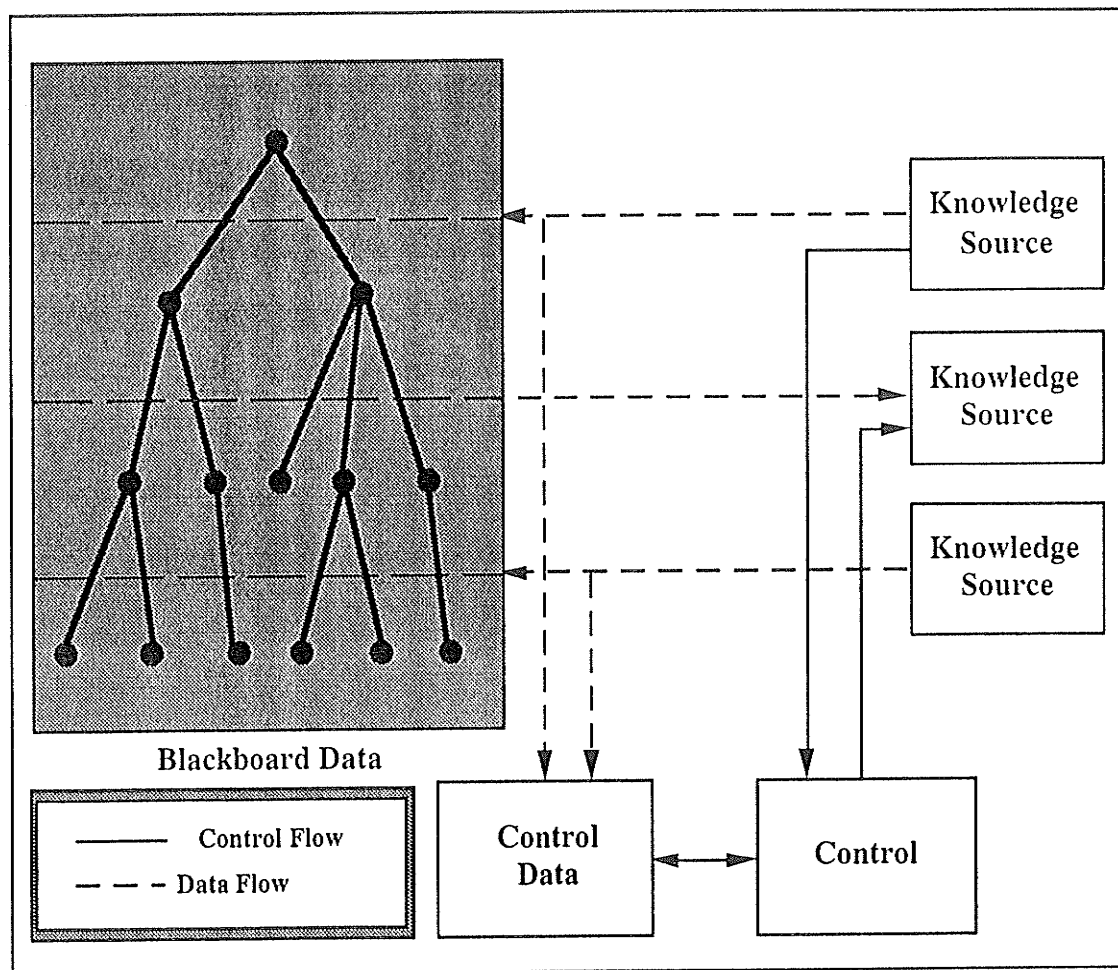 Knowledge
Source
Knowledge
Source
Knowledge
Source
Blackboard Data
Control Flow
Data Flow
Control
Data
Control